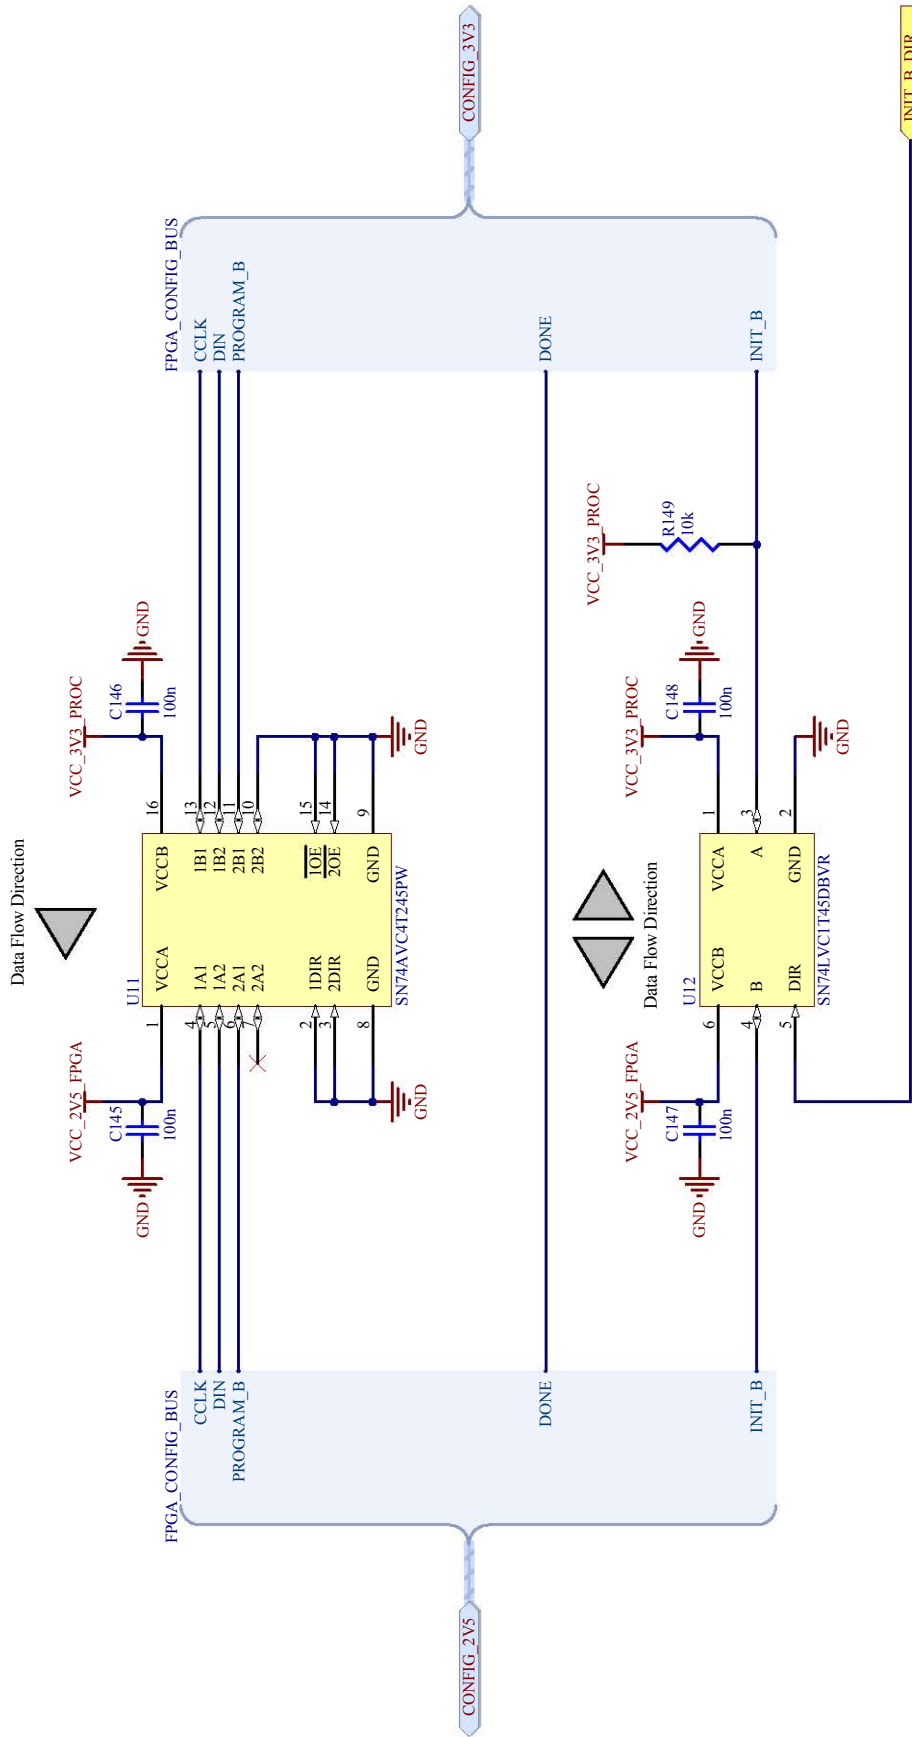 Data Flow Direction
VCC_2V5_FPGA
C145
100n
GND
VCC_3V3_PROC
C146
100n
GND
U11
1
VCCA
VCCB
16
FPGA_CONFIG_BUS
CCLK
4
1A1
1B1
13
CCLK
FPGA_CONFIG_BUS
DIN
5
1A2
1B2
12
DIN
PROGRAM_B
6
2A1
2B1
11
PROGRAM_B
7
2A2
2B2
10
2
1DIR
1OE
15
3
2DIR
2OE
14
8
GND
GND
9
SN74AVC4T245PW
GND
GND
CONFIG_2V5
CONFIG_3V3
DONE
DONE
Data Flow Direction
VCC_2V5_FPGA
C147
100n
GND
VCC_3V3_PROC
C148
100n
GND
VCC_3V3_PROC
R149
10k
U12
6
VCCB
VCCA
1
INIT_B
4
B
A
3
INIT_B
5
DIR
GND
2
SN74LVC1T45DBVR
GND
INIT_B_DIR